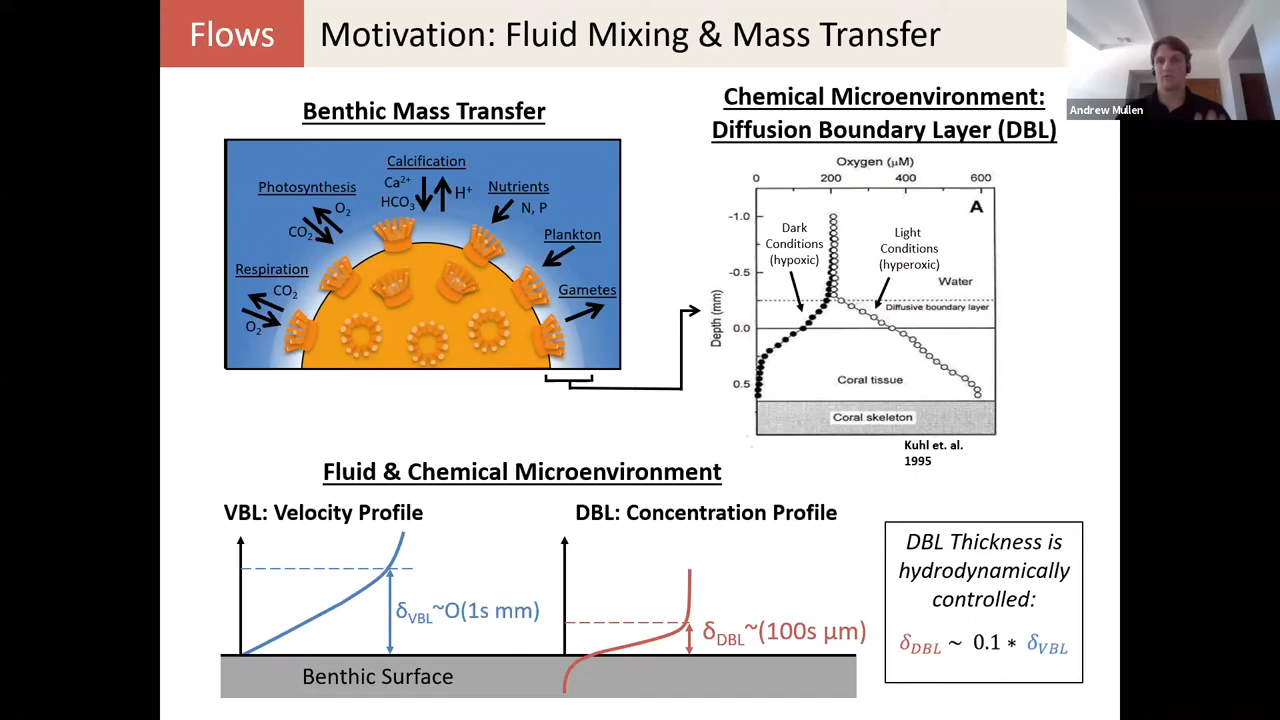 Flows
Motivation: Fluid Mixing & Mass Transfer
Andrew Mullen
Benthic Mass Transfer
Calcification
Ca2+
HCO3
H+
Photosynthesis
O2
CO2
Nutrients
N, P
Plankton
Respiration
CO2
O2
Gametes
Chemical Microenvironment:
Diffusion Boundary Layer (DBL)
Oxygen (μM)
0 200 400 600
A
-1.0
-0.5
0.0
0.5
Depth (mm)
Dark
Conditions
(hypoxic)
Light
Conditions
(hyperoxic)
Water
Diffusive boundary layer
Coral tissue
Coral skeleton
Kuhl et. al.
1995
Fluid & Chemical Microenvironment
VBL: Velocity Profile
δVBL~O(1s mm)
Benthic Surface
DBL: Concentration Profile
δDBL~(100s μm)
DBL Thickness is
hydrodynamically
controlled:
δDBL ~ 0.1 * δVBL